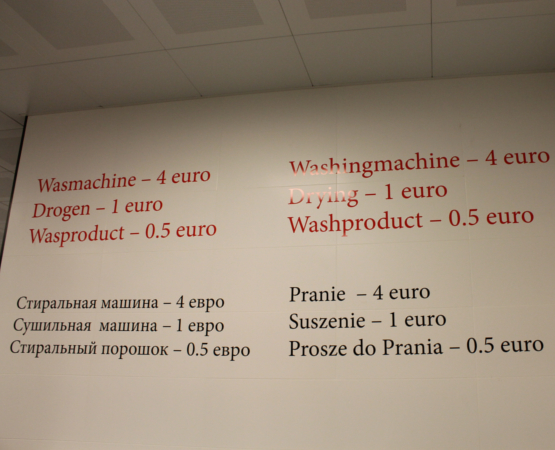 Wasmachine – 4 euro
Drogen – 1 euro
Wasproduct – 0.5 euro
Washingmachine – 4 euro
Drying – 1 euro
Washproduct – 0.5 euro
Стиральная машина – 4 евро
Сушильная машина – 1 евро
Стиральный порошок – 0.5 евро
Pranie – 4 euro
Suszenie – 1 euro
Prosze do Prania – 0.5 euro